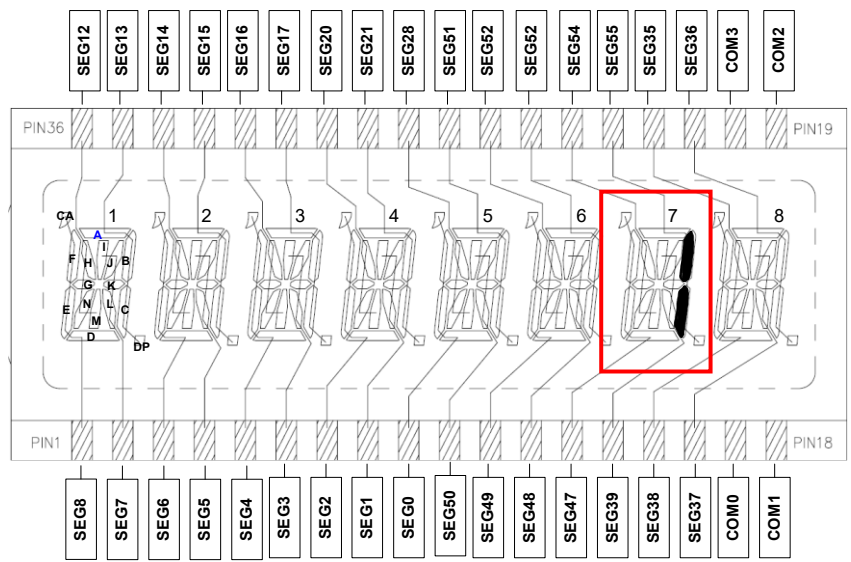 SEG12 SEG13 SEG14 SEG15 SEG16 SEG17 SEG20 SEG21 SEG28 SEG51 SEG52 SEG52 SEG54 SEG55 SEG35 SEG36 COM3 COM2
PIN36 PIN19
CA 1 2 3 4 5 6 7 8
A
I
F H J B
G K
E N L C
M
D DP
PIN1 PIN18
SEG8 SEG7 SEG6 SEG5 SEG4 SEG3 SEG2 SEG1 SEG0 SEG50 SEG49 SEG48 SEG47 SEG39 SEG38 SEG37 COM0 COM1